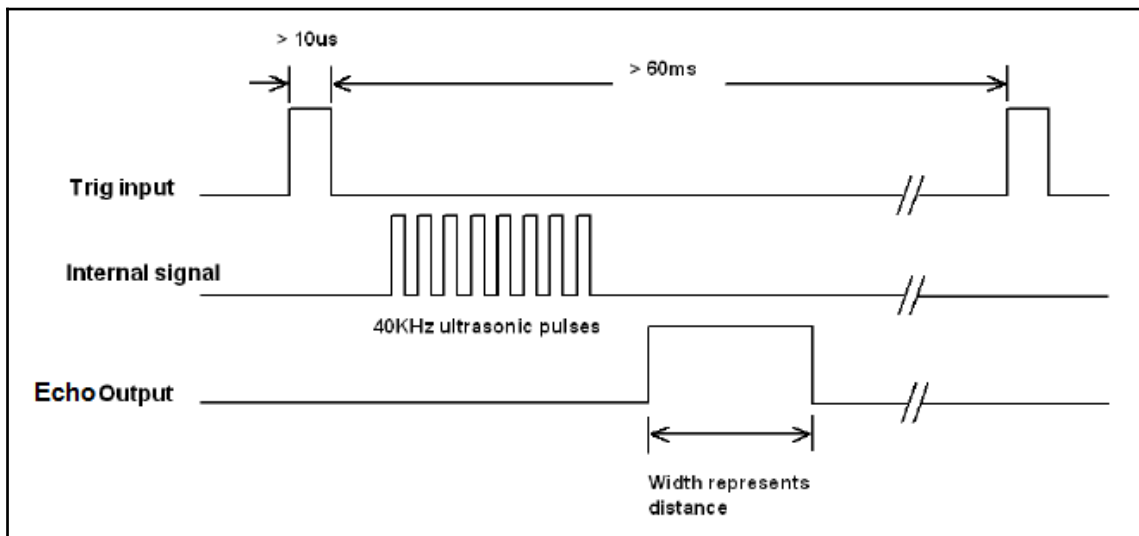 > 10us
> 60ms
Trig input
Internal signal
40KHz ultrasonic pulses
Echo Output
Width represents
distance